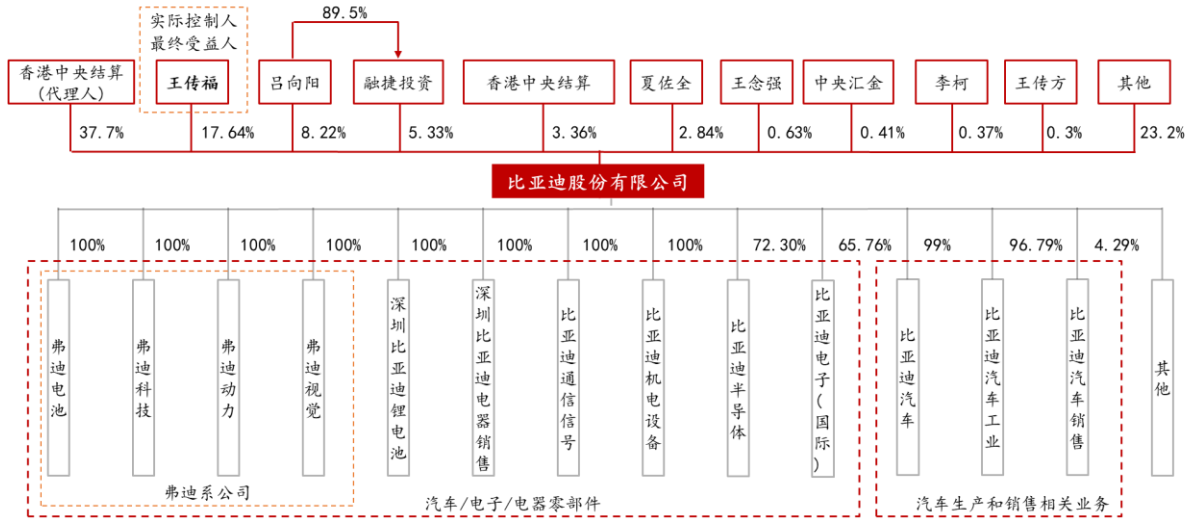 89.5%
实际控制人
最终受益人
香港中央结算
(代理人)
王传福
吕向阳
融捷投资
香港中央结算
夏佐全
王念强
中央汇金
李柯
王传方
其他
37.7%
17.64%
8.22%
5.33%
3.36%
2.84%
0.63%
0.41%
0.37%
0.3%
23.2%
比亚迪股份有限公司
100%
100%
100%
100%
100%
100%
100%
100%
72.30%
65.76%
99%
96.79%
4.29%
弗迪电池
弗迪科技
弗迪动力
弗迪视觉
深圳比亚迪锂电池
深圳比亚迪电器销售
比亚迪通信信号
比亚迪机电设备
比亚迪半导体
比亚迪电子(国际)
比亚迪汽车
比亚迪汽车工业
比亚迪汽车销售
其他
弗迪系公司
汽车/电子/电器零部件
汽车生产和销售相关业务